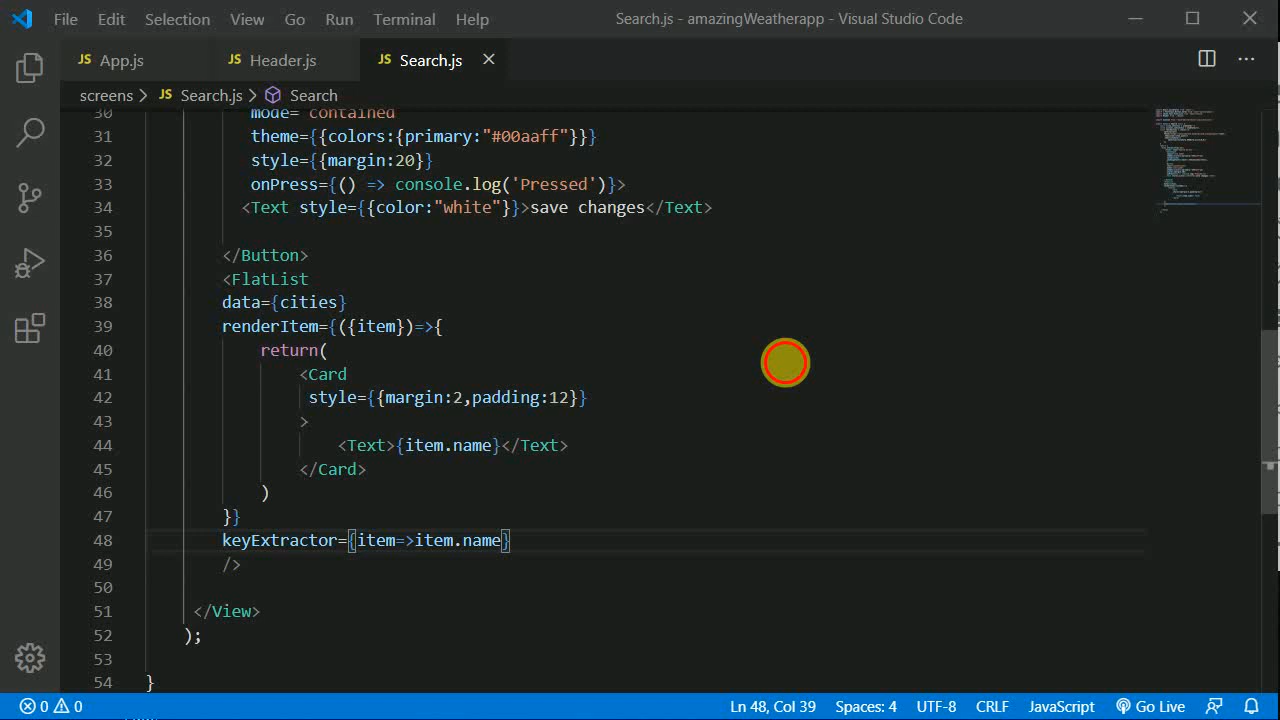 File Edit Selection View Go Run Terminal Help Search.js - amazingWeatherapp - Visual Studio Code
JS App.js JS Header.js JS Search.js
screens > JS Search.js > Search
30 mode="contained
31 theme={{colors:{primary:"#00aaff"}}}
32 style={{margin:20}}
33 onPress={() => console.log('Pressed')}>
34 <Text style={{color:"white"}}>save changes</Text>
35
36 </Button>
37 <FlatList
38 data={cities}
39 renderItem={({item})=>{
40 return(
41 <Card
42 style={{margin:2,padding:12}}
43 >
44 <Text>{item.name}</Text>
45 </Card>
46 )
47 }}
48 keyExtractor={item=>item.name}
49 />
50
51 </View>
52 );
53
54 }
0 0 Ln 48, Col 39 Spaces: 4 UTF-8 CRLF JavaScript Go Live